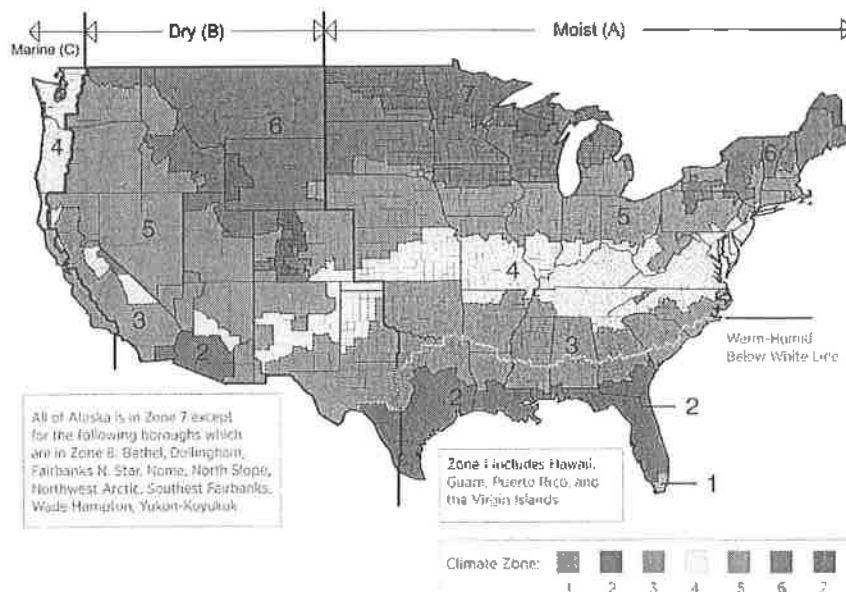 Marine (C)
Dry (B)
Moist (A)
7
6
6
4
5
5
4
3
3
2
2
2
1
Warm-Humid
Below White Line
All of Alaska is in Zone 7 except
for the following boroughs which
are in Zone 8: Bethel, Dellingham,
Fairbanks N. Star, Nome, North Slope,
Northwest Arctic, Southest Fairbanks,
Wade Hampton, Yukon-Koyukuk
Zone 1 includes Hawaii,
Guam, Puerto Rico, and
the Virgin Islands
Climate Zone:
1 2 3 4 5 6 7